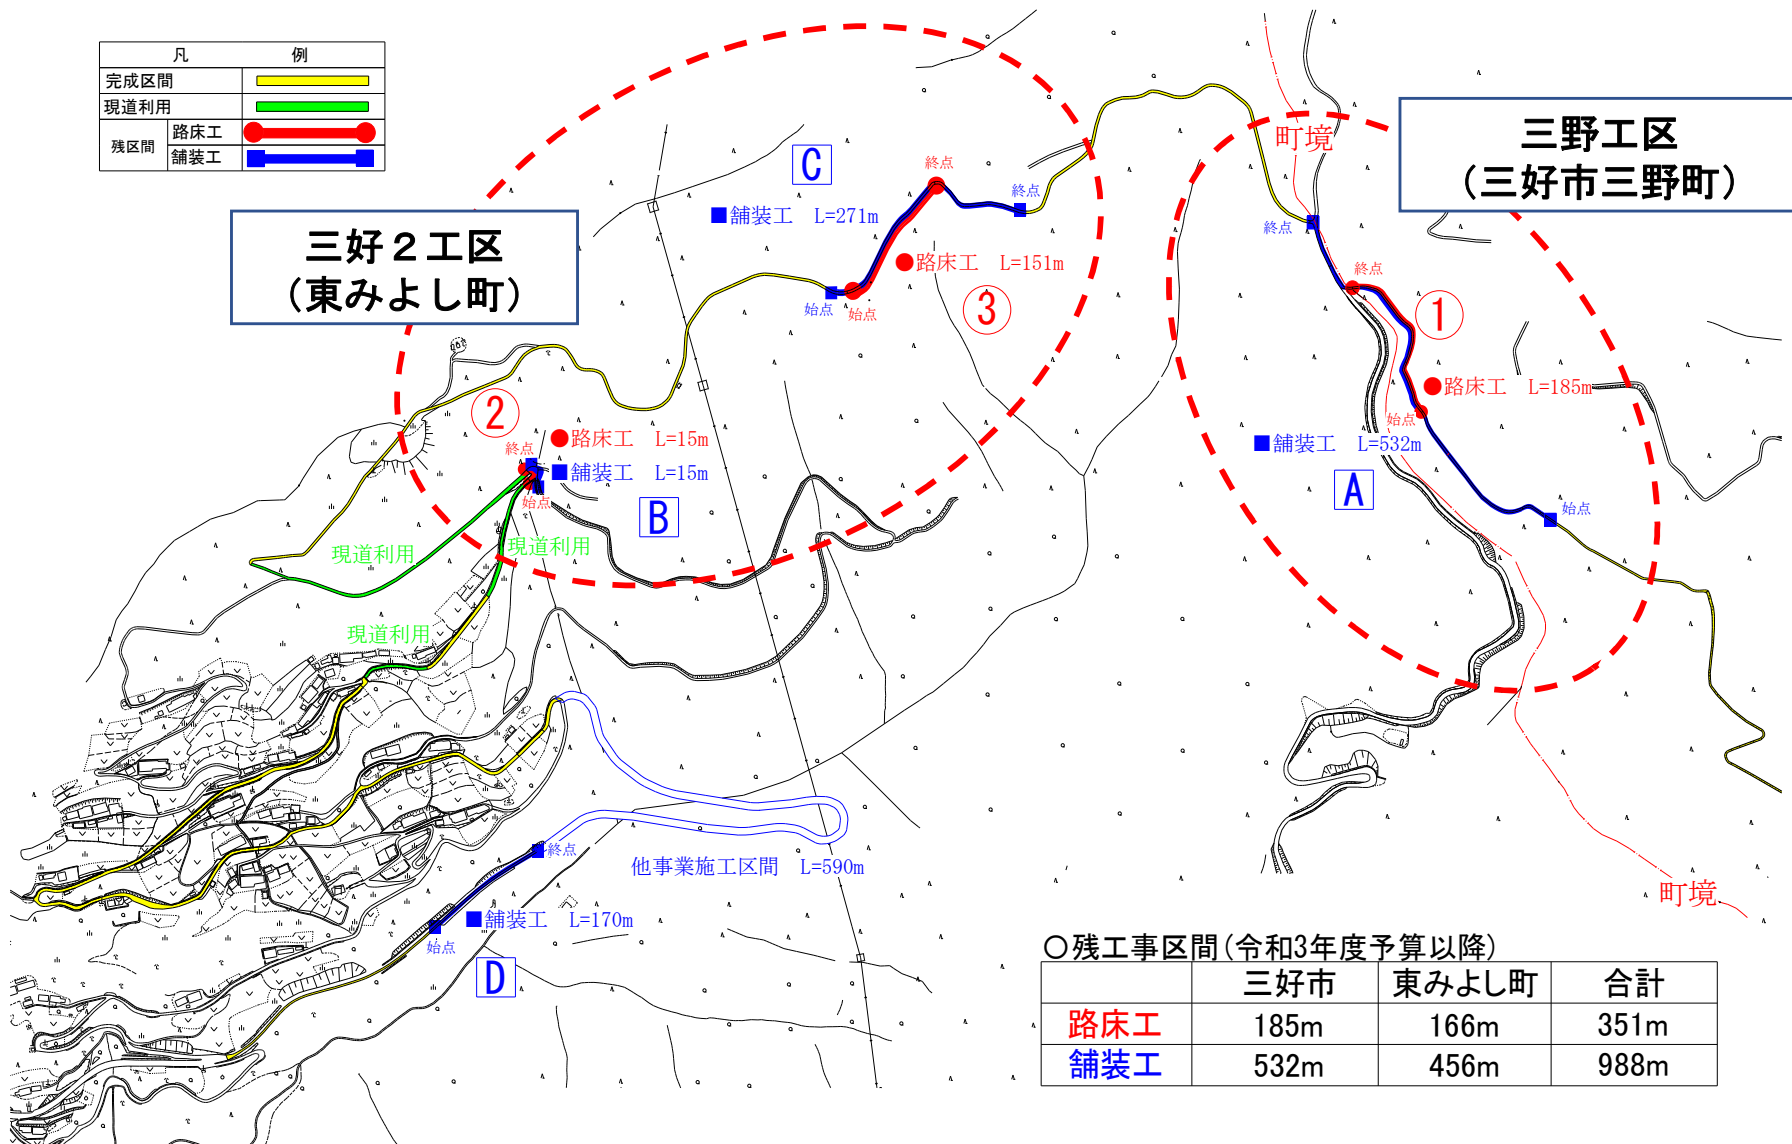 凡 例
完成区間
現道利用
残区間
路床工
舗装工
三好２工区
（東みよし町）
三野工区
（三好市三野町）
町境
C
■舗装工 L=271m
終点
終点
●路床工 L=151m
③
始点
始点
終点
終点
①
●路床工 L=185m
始点
■舗装工 L=532m
A
始点
②
●路床工 L=15m
終点
■舗装工 L=15m
始点
B
現道利用
現道利用
現道利用
他事業施工区間 L=590m
終点
■舗装工 L=170m
始点
D
町境
○残工事区間（令和3年度予算以降）
三好市 東みよし町 合計
路床工 185m 166m 351m
舗装工 532m 456m 988m